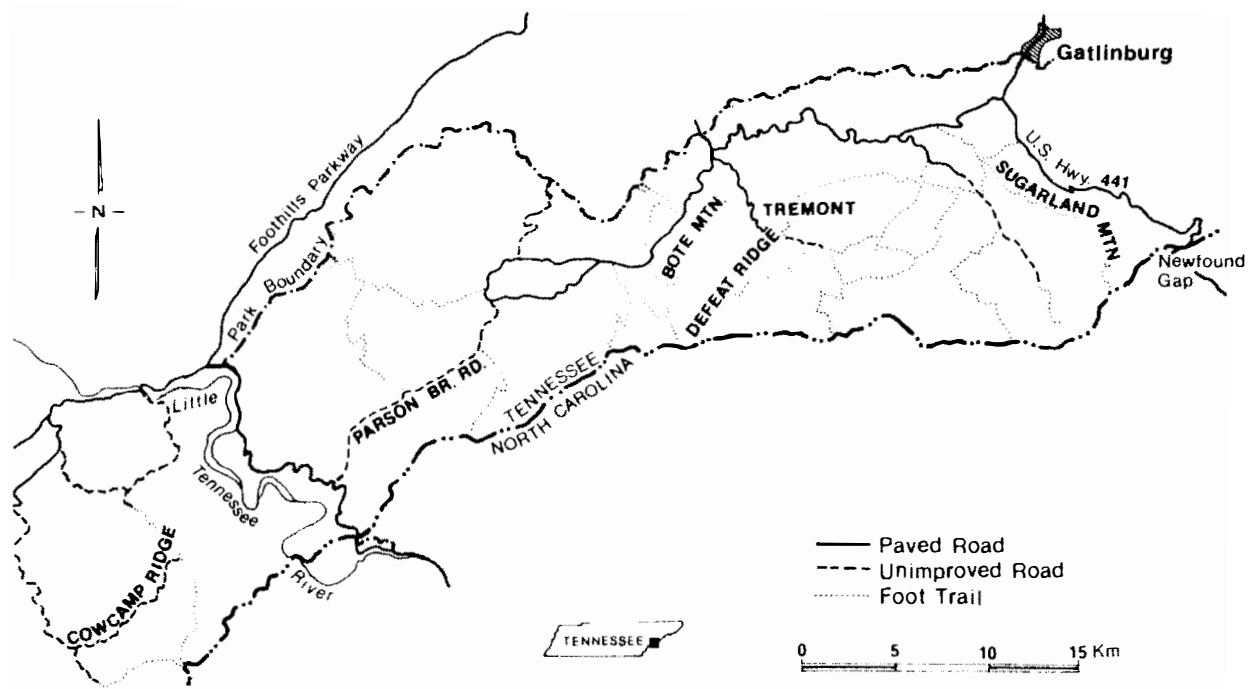 Gatlinburg
Foothills Parkway
U.S. Hwy. 441
SUGARLAND MTN.
N
BOTE MTN.
TREMONT
Park Boundary
DEFEAT RIDGE
Newfound
Gap
Little
Tennessee
River
PARSON BR. RD.
TENNESSEE
NORTH CAROLINA
COWCAMP RIDGE
Paved Road
Unimproved Road
Foot Trail
TENNESSEE
0 5 10 15 Km